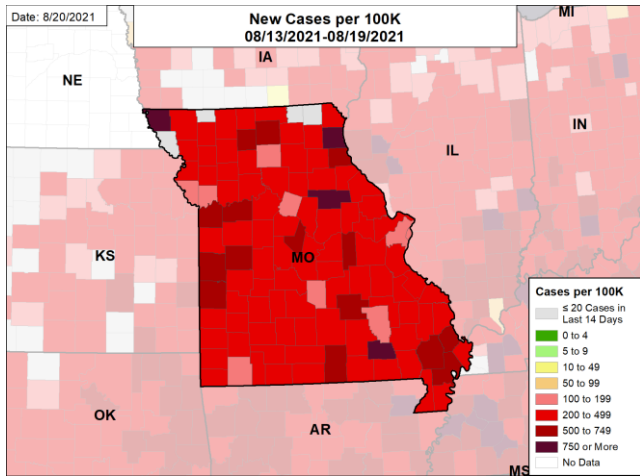 Date: 8/20/2021
New Cases per 100K
08/13/2021-08/19/2021
MI
IA
NE
IN
IL
KS
MO
OK
AR
MS
Cases per 100K
≤ 20 Cases in
Last 14 Days
0 to 4
5 to 9
10 to 49
50 to 99
100 to 199
200 to 499
500 to 749
750 or More
No Data